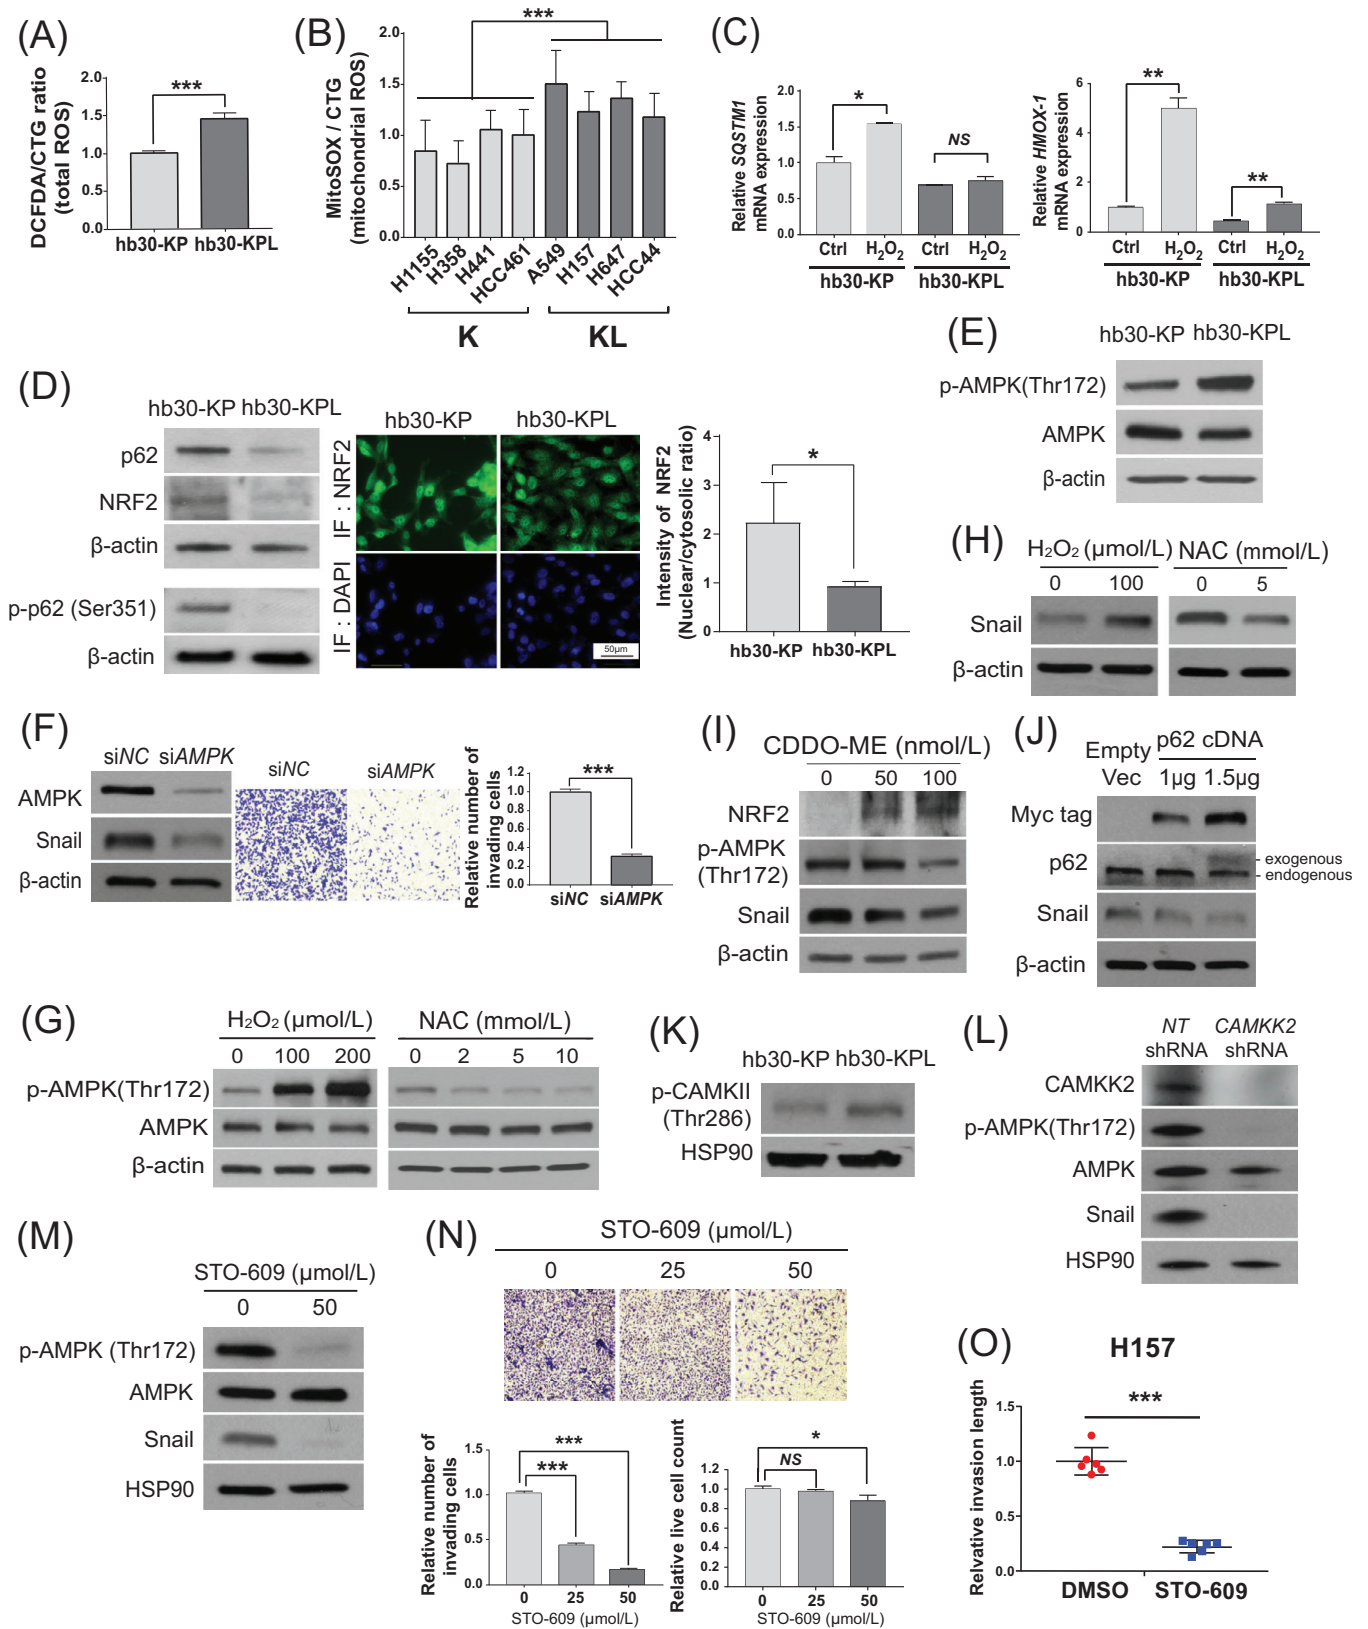 (A)
DCFDA/CTG ratio
(total ROS)
2.0
1.5
1.0
0.5
0
***
hb30-KP hb30-KPL
(B)
MitoSOX / CTG
(mitochondrial ROS)
2.0
1.5
1.0
0.5
0.0
***
H1155
H358
H441
HCC461
A549
H157
H647
HCC44
K
KL
(C)
Relative SQSTM1
mRNA expression
2.0
1.5
1.0
0.5
0.0
*
NS
Ctrl H2O2 Ctrl H2O2
hb30-KP hb30-KPL
Relative HMOX-1
mRNA expression
6
4
2
0
**
**
Ctrl H2O2 Ctrl H2O2
hb30-KP hb30-KPL
(D)
hb30-KP hb30-KPL
p62
NRF2
β-actin
p-p62 (Ser351)
β-actin
hb30-KP hb30-KPL
IF : NRF2
IF : DAPI
50μm
Intensity of NRF2
(Nuclear/cytosolic ratio)
4
3
2
1
0
*
hb30-KP hb30-KPL
(E)
hb30-KP hb30-KPL
p-AMPK(Thr172)
AMPK
β-actin
(H)
H2O2 (μmol/L) NAC (mmol/L)
0 100 0 5
Snail
β-actin
(F)
siNC siAMPK
AMPK
Snail
β-actin
siNC siAMPK
Relative number of
invading cells
1.2
1.0
0.8
0.6
0.4
0.2
0.0
***
siNC siAMPK
(I)
CDDO-ME (nmol/L)
0 50 100
NRF2
p-AMPK
(Thr172)
Snail
β-actin
(J)
Empty p62 cDNA
Vec 1μg 1.5μg
Myc tag
p62
- exogenous
- endogenous
Snail
β-actin
(G)
H2O2 (μmol/L) NAC (mmol/L)
0 100 200 0 2 5 10
p-AMPK(Thr172)
AMPK
β-actin
(K)
hb30-KP hb30-KPL
p-CAMKII
(Thr286)
HSP90
(L)
NT CAMKK2
shRNA shRNA
CAMKK2
p-AMPK(Thr172)
AMPK
Snail
HSP90
(M)
STO-609 (μmol/L)
0 50
p-AMPK (Thr172)
AMPK
Snail
HSP90
(N)
STO-609 (μmol/L)
0 25 50
Relative number of
invading cells
1.5
1.0
0.5
0.0
***
***
0 25 50
STO-609 (μmol/L)
Relative live cell count
1.2
1.0
0.8
0.6
0.4
0.2
0.0
*
NS
0 25 50
STO-609 (μmol/L)
(O)
H157
Relvative invasion length
1.5
1.0
0.5
0
***
DMSO STO-609